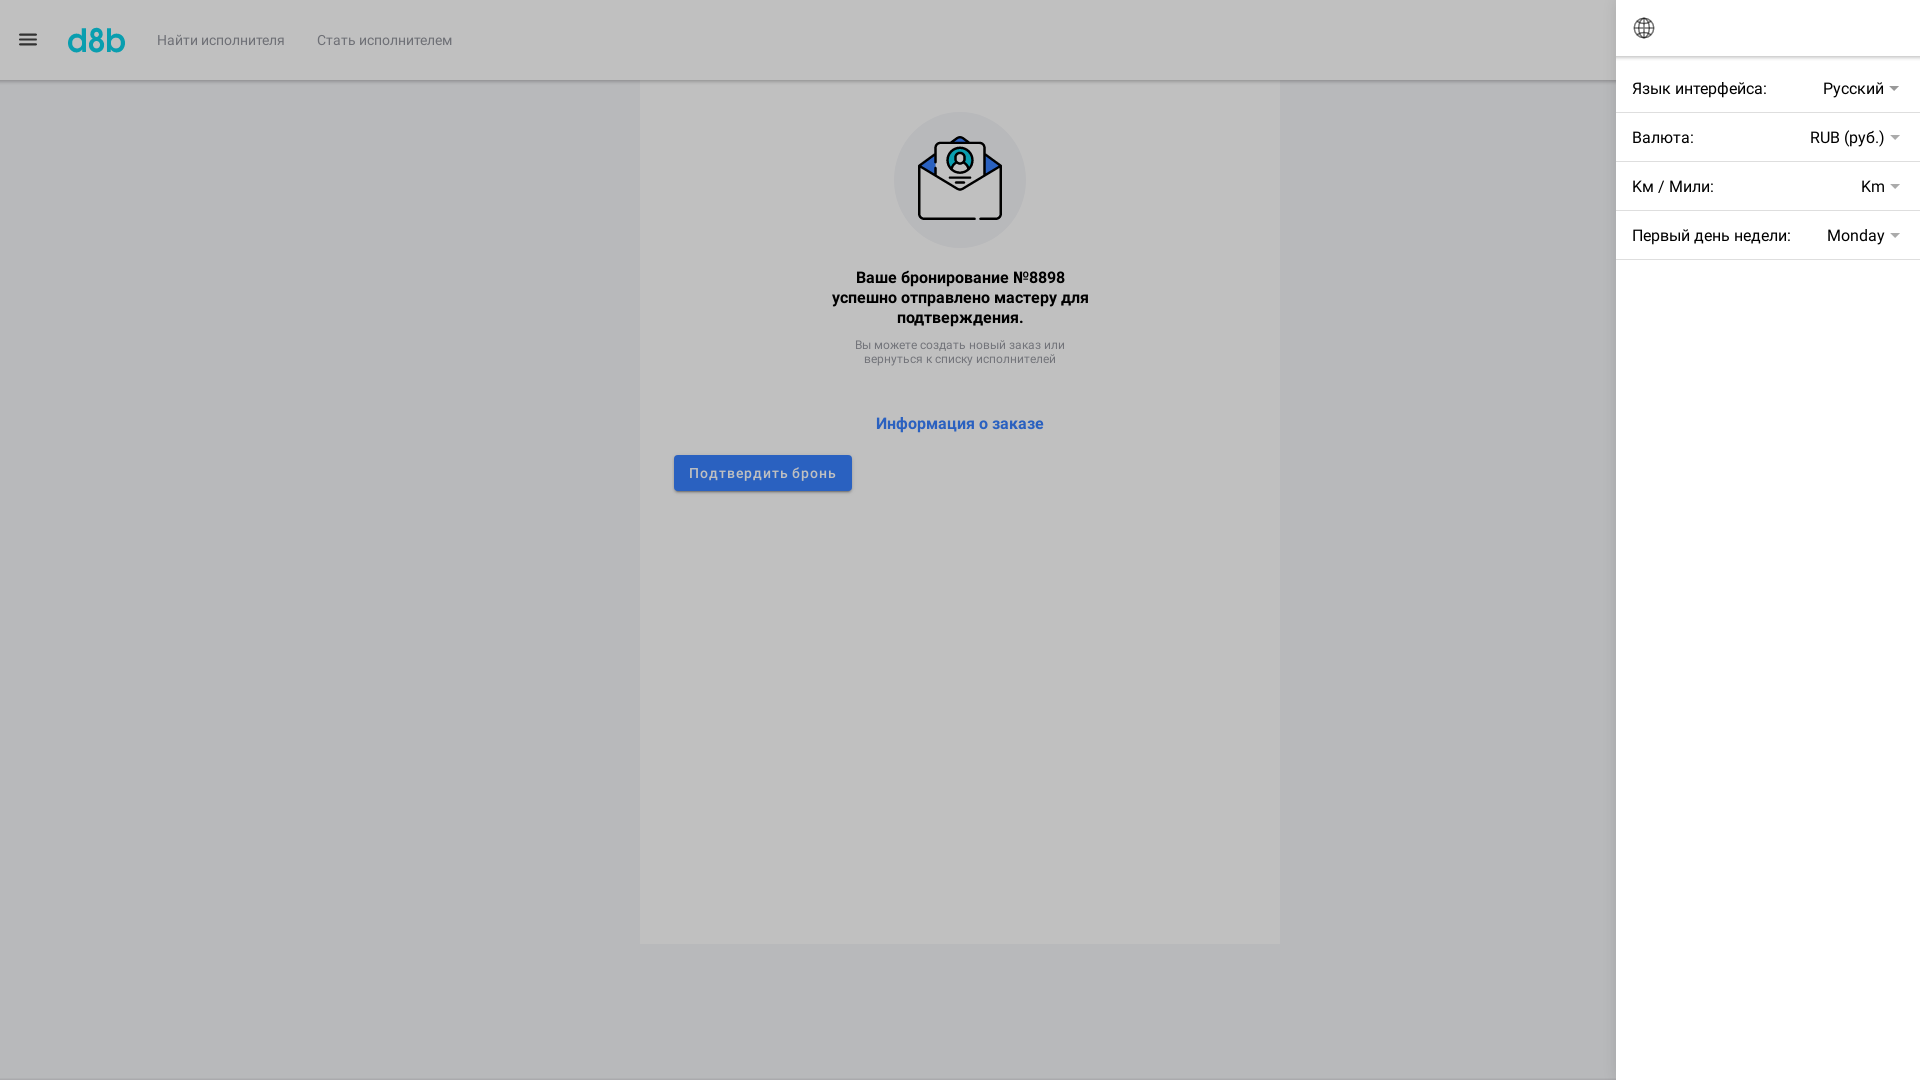 d8b
Найти исполнителя
Стать исполнителем
Ваше бронирование №8898
успешно отправлено мастеру для
подтверждения.
Вы можете создать новый заказ или
вернуться к списку исполнителей
Информация о заказе
Подтвердить бронь
Язык интерфейса: Русский
Валюта: RUB (руб.)
Км / Мили: Km
Первый день недели: Monday